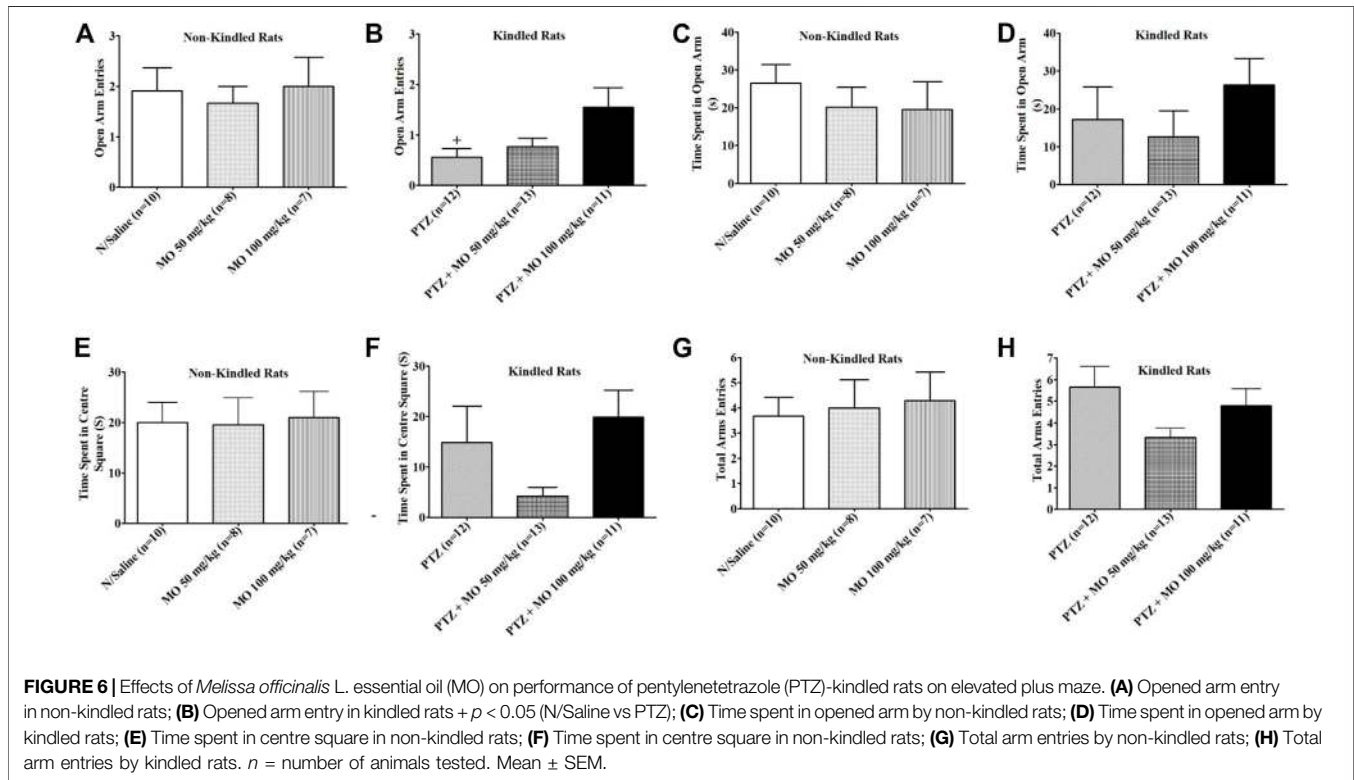 A
Non-Kindled Rats
Open Arm Entries
3
2
1
0
N/Saline (n=10)
MO 50 mg/kg (n=8)
MO 100 mg/kg (n=7)
B
Kindled Rats
Open Arm Entries
3
2
1
0
+
PTZ (n=12)
PTZ + MO 50 mg/kg (n=13)
PTZ + MO 100 mg/kg (n=11)
C
Non-Kindled Rats
Time Spent in Open Arm
(s)
40
30
20
10
0
N/Saline (n=10)
MO 50 mg/kg (n=8)
MO 100 mg/kg (n=7)
D
Kindled Rats
Time Spent in Open Arm
(s)
40
30
20
10
0
PTZ (n=12)
PTZ + MO 50 mg/kg (n=13)
PTZ + MO 100 mg/kg (n=11)
E
Non-Kindled Rats
Time Spent in Centre
Square (S)
30
20
10
0
N/Saline (n=10)
MO 50 mg/kg (n=8)
MO 100 mg/kg (n=7)
F
Kindled Rats
Time Spent in Centre Square (S)
30
20
10
0
-
PTZ (n=12)
PTZ + MO 50 mg/kg (n=13)
PTZ + MO 100 mg/kg (n=11)
G
Non-Kindled Rats
Total Arms Entries
6
5
4
3
2
1
0
N/Saline (n=10)
MO 50 mg/kg (n=8)
MO 100 mg/kg (n=7)
H
Kindled Rats
Total Arms Entries
7
6
5
4
3
2
1
0
PTZ (n=12)
PTZ + MO 50 mg/kg (n=13)
PTZ + MO 100 mg/kg (n=11)
FIGURE 6 | Effects of Melissa officinalis L. essential oil (MO) on performance of pentylenetetrazole (PTZ)-kindled rats on elevated plus maze. (A) Opened arm entry
in non-kindled rats; (B) Opened arm entry in kindled rats + p < 0.05 (N/Saline vs PTZ); (C) Time spent in opened arm by non-kindled rats; (D) Time spent in opened arm by
kindled rats; (E) Time spent in centre square in non-kindled rats; (F) Time spent in centre square in non-kindled rats; (G) Total arm entries by non-kindled rats; (H) Total
arm entries by kindled rats. n = number of animals tested. Mean ± SEM.